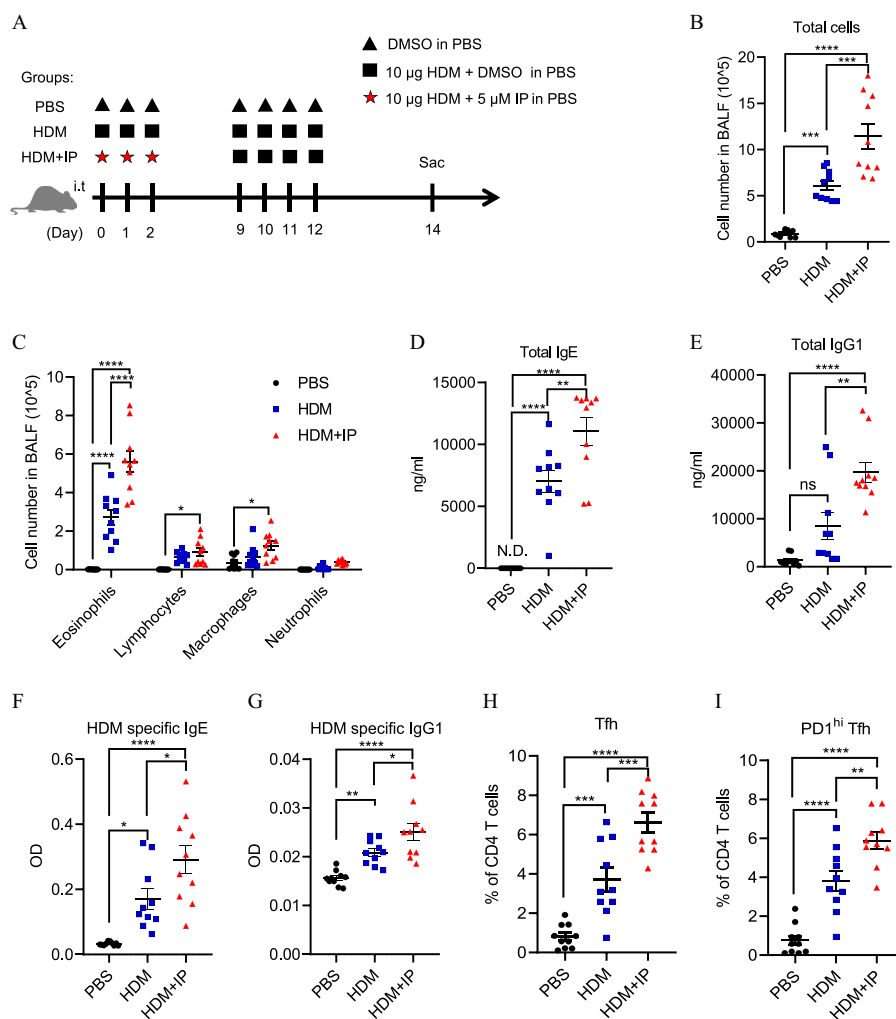 A
Groups:
PBS
HDM
HDM+IP
i.t
(Day)
0 1 2 9 10 11 12 14
Sac
DMSO in PBS
10 µg HDM + DMSO in PBS
10 µg HDM + 5 µM IP in PBS
B
Total cells
****
***
***
Cell number in BALF (10^5)
20
15
10
5
0
PBS
HDM
HDM+IP
C
****
****
****
*
*
Cell number in BALF (10^5)
10
8
6
4
2
0
Eosinophils
Lymphocytes
Macrophages
Neutrophils
PBS
HDM
HDM+IP
D
Total IgE
****
**
****
N.D.
ng/ml
15000
10000
5000
0
PBS
HDM
HDM+IP
E
Total IgG1
****
**
ns
ng/ml
40000
30000
20000
10000
0
PBS
HDM
HDM+IP
F
HDM specific IgE
****
*
*
OD
0.6
0.4
0.2
0.0
PBS
HDM
HDM+IP
G
HDM specific IgG1
****
*
**
OD
0.04
0.03
0.02
0.01
0.00
PBS
HDM
HDM+IP
H
Tfh
****
***
***
% of CD4 T cells
10
8
6
4
2
0
PBS
HDM
HDM+IP
I
PD1hi Tfh
****
**
****
% of CD4 T cells
10
8
6
4
2
0
PBS
HDM
HDM+IP